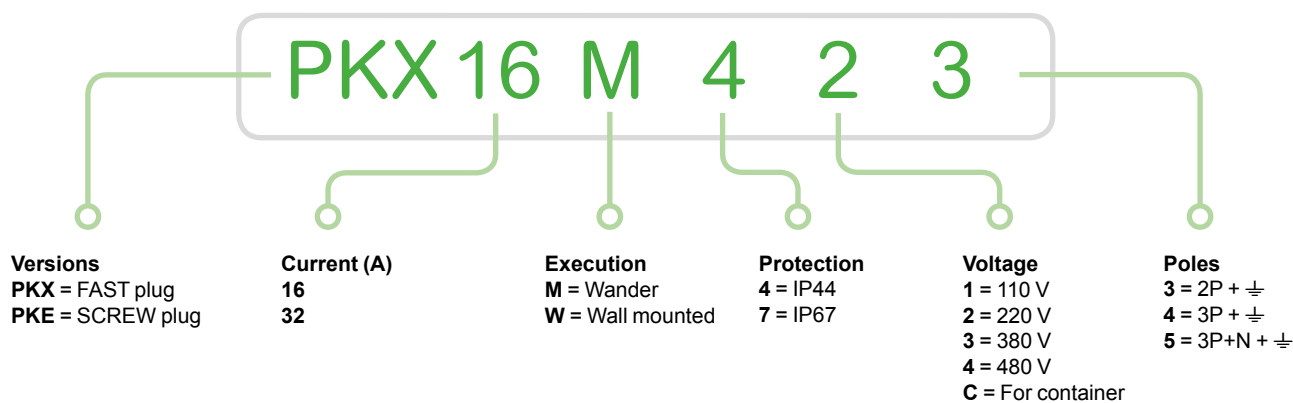 PKX 16 M 4 2 3
Versions
PKX = FAST plug
PKE = SCREW plug
Current (A)
16
32
Execution
M = Wander
W = Wall mounted
Protection
4 = IP44
7 = IP67
Voltage
1 = 110 V
2 = 220 V
3 = 380 V
4 = 480 V
C = For container
Poles
3 = 2P + ⏚
4 = 3P + ⏚
5 = 3P+N + ⏚